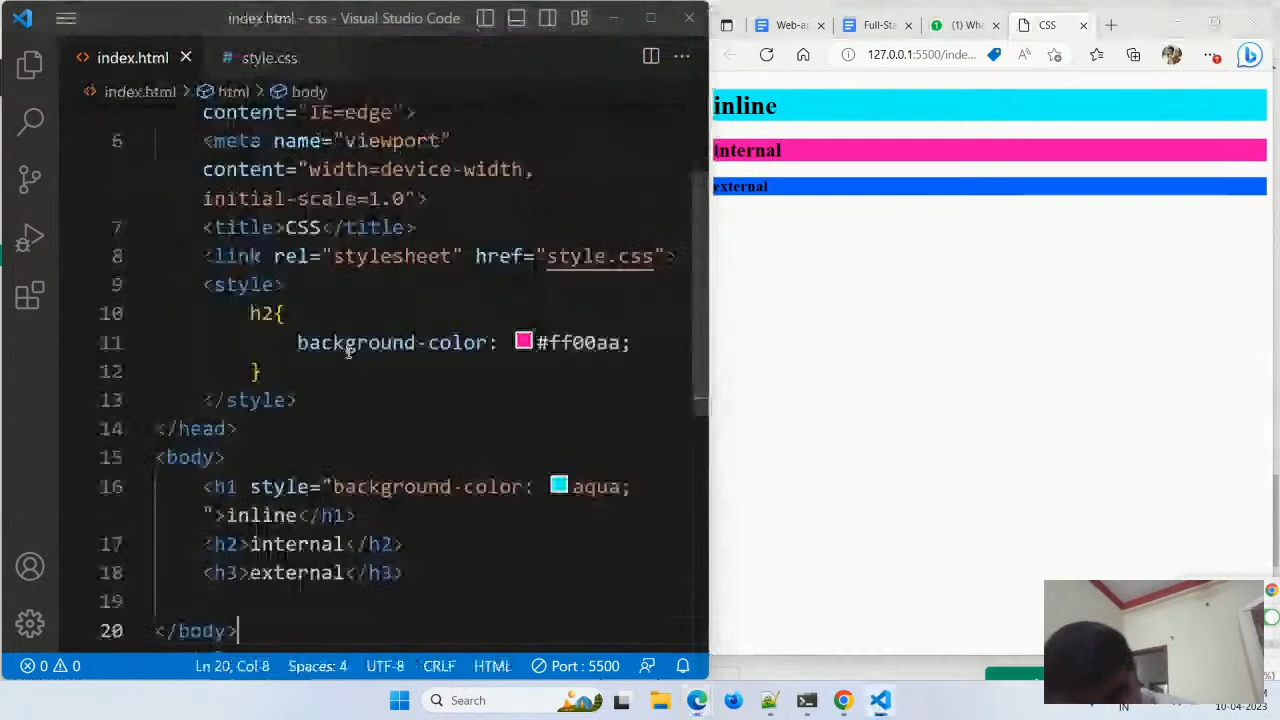 index.html - css - Visual Studio Code
index.html
style.css
index.html > html > body
content="IE=edge">
6 <meta name="viewport"
content="width=device-width,
initial-scale=1.0">
7 <title>CSS</title>
8 <link rel="stylesheet" href="style.css">
9 <style>
10 h2{
11 background-color: #ff00aa;
12 }
13 </style>
14 </head>
15 <body>
16 <h1 style="background-color: aqua;
">inline</h1>
17 <h2>internal</h2>
18 <h3>external</h3>
19
20 </body>
0 0 Ln 20, Col 8 Spaces: 4 UTF-8 CRLF HTML Port : 5500
Web-a
Full-Sta
(1) (Wh
CSS
127.0.0.1:5500/inde...
inline
internal
external
Search
IN
10-04-2023